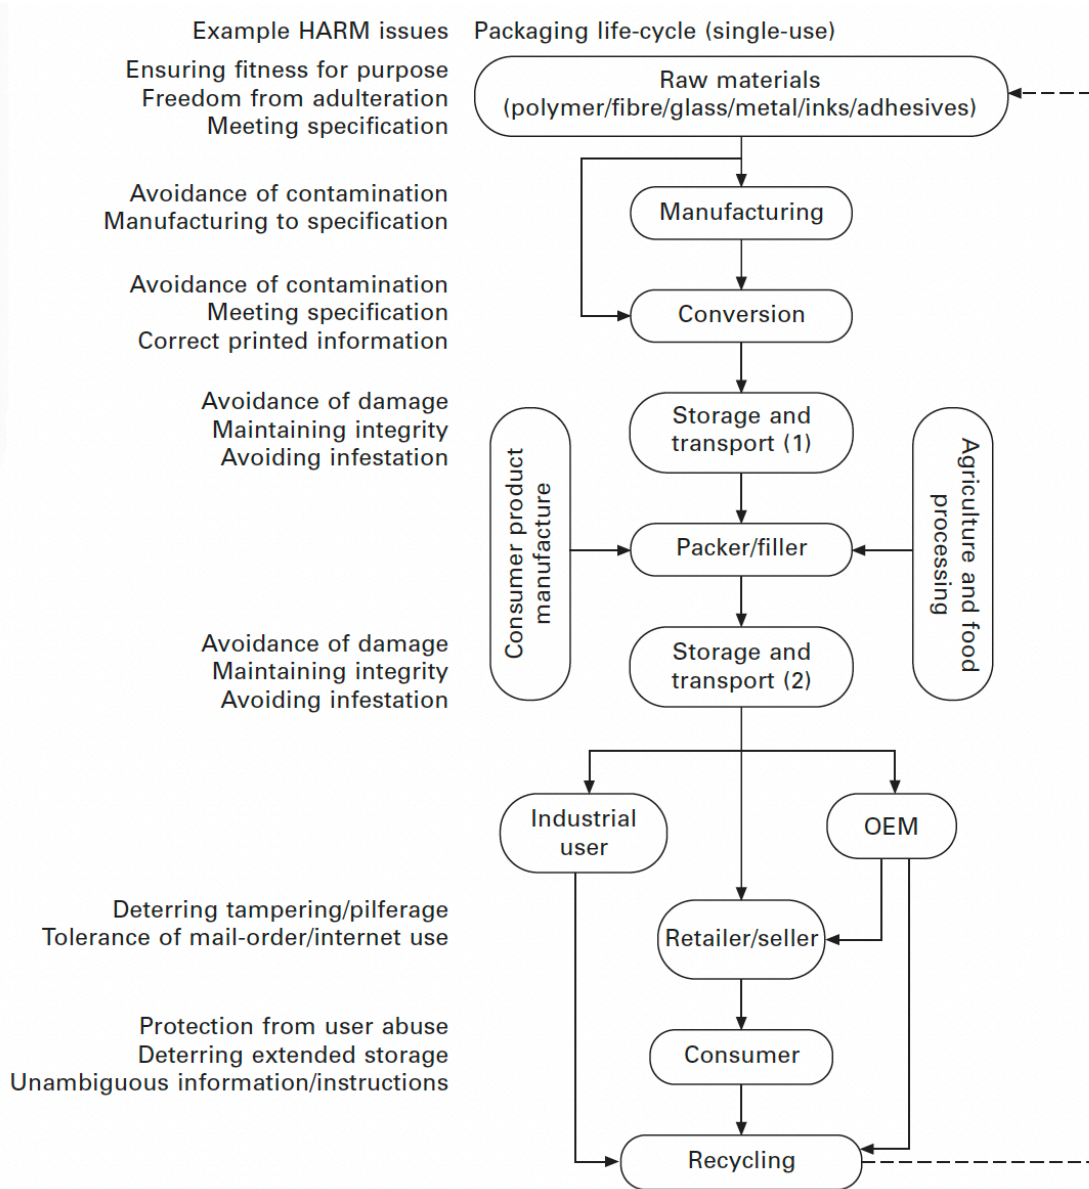 Example HARM issues
Packaging life-cycle (single-use)
Ensuring fitness for purpose
Freedom from adulteration
Meeting specification
Raw materials
(polymer/fibre/glass/metal/inks/adhesives)
Avoidance of contamination
Manufacturing to specification
Manufacturing
Avoidance of contamination
Meeting specification
Correct printed information
Conversion
Avoidance of damage
Maintaining integrity
Avoiding infestation
Storage and
transport (1)
Consumer product
manufacture
Packer/filler
Agriculture and food
processing
Avoidance of damage
Maintaining integrity
Avoiding infestation
Storage and
transport (2)
Industrial
user
OEM
Deterring tampering/pilferage
Tolerance of mail-order/internet use
Retailer/seller
Protection from user abuse
Deterring extended storage
Unambiguous information/instructions
Consumer
Recycling